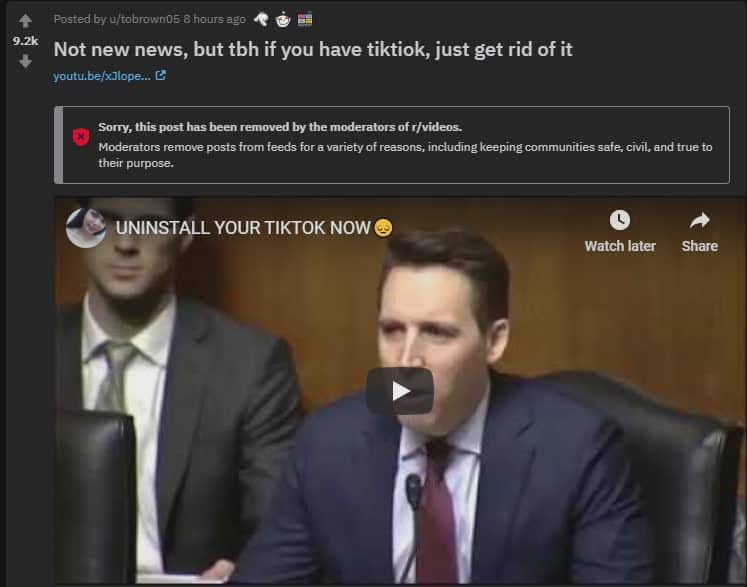 Posted by u/tobrown05 8 hours ago
9.2k
Not new news, but tbh if you have tiktiok, just get rid of it
youtu.be/xJlope...
Sorry, this post has been removed by the moderators of r/videos.
Moderators remove posts from feeds for a variety of reasons, including keeping communities safe, civil, and true to
their purpose.
UNINSTALL YOUR TIKTOK NOW😔
Watch later
Share